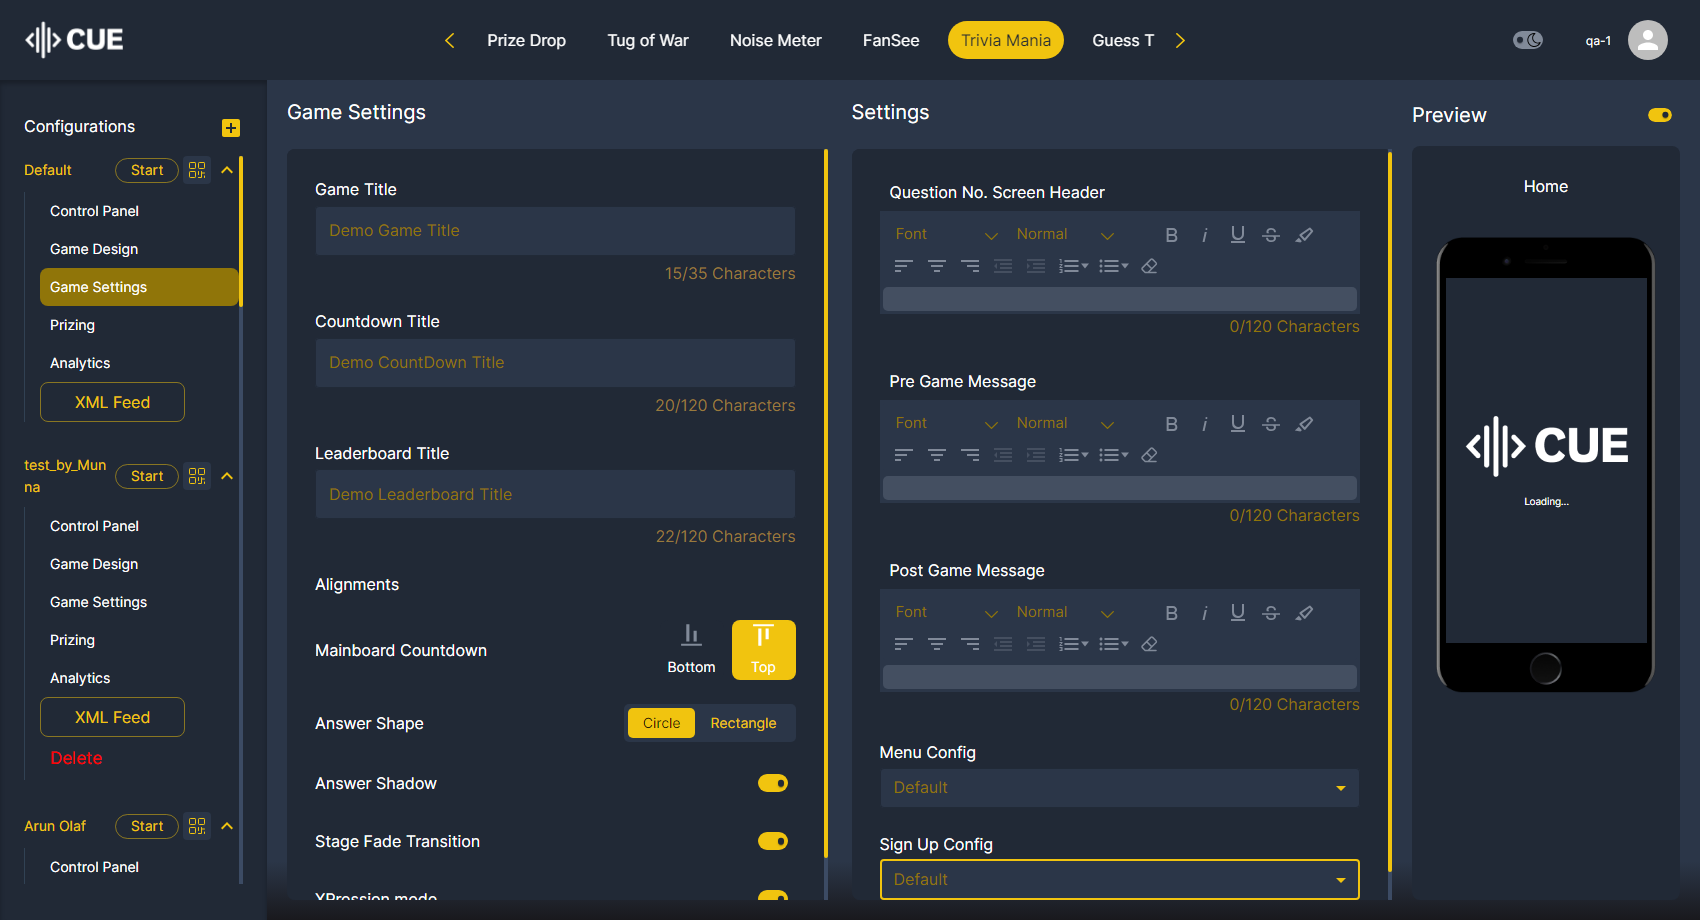 CUE
Prize Drop
Tug of War
Noise Meter
FanSee
Trivia Mania
Guess T
qa-1
Configurations
Default
Start
Control Panel
Game Design
Game Settings
Prizing
Analytics
XML Feed
test_by_Mun
na
Start
Control Panel
Game Design
Game Settings
Prizing
Analytics
XML Feed
Delete
Arun Olaf
Start
Control Panel
Game Settings
Game Title
Demo Game Title
15/35 Characters
Countdown Title
Demo CountDown Title
20/120 Characters
Leaderboard Title
Demo Leaderboard Title
22/120 Characters
Alignments
Mainboard Countdown
Bottom
Top
Answer Shape
Circle
Rectangle
Answer Shadow
Stage Fade Transition
XPression mode
Settings
Question No. Screen Header
Font
Normal
B i U S
0/120 Characters
Pre Game Message
Font
Normal
B i U S
0/120 Characters
Post Game Message
Font
Normal
B i U S
0/120 Characters
Menu Config
Default
Sign Up Config
Default
Preview
Home
CUE
Loading...